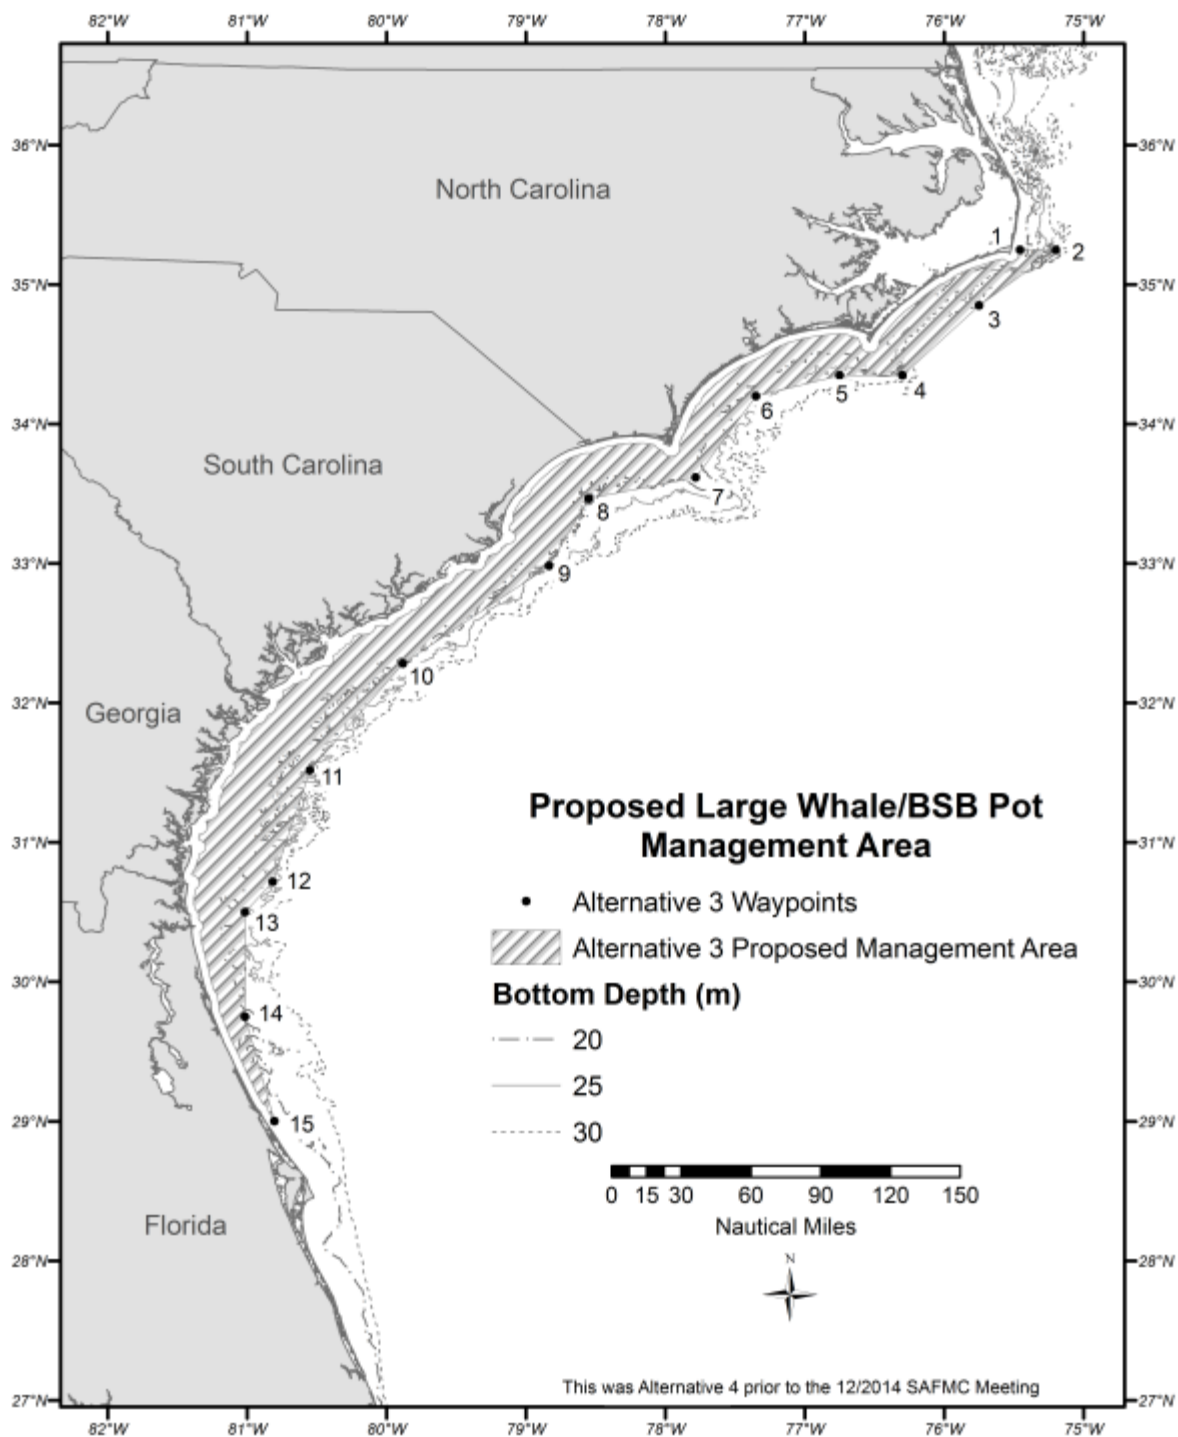 82°W 81°W 80°W 79°W 78°W 77°W 76°W 75°W
36°N 36°N
North Carolina
1 2
35°N 35°N
3
5 4
6
34°N 34°N
South Carolina
7
8
33°N 33°N
9
10
32°N 32°N
Georgia
11
Proposed Large Whale/BSB Pot
Management Area
31°N 31°N
12
Alternative 3 Waypoints
13
Alternative 3 Proposed Management Area
30°N 30°N
Bottom Depth (m)
14
20
25
29°N 29°N
15
30
0 15 30 60 90 120 150
Nautical Miles
Florida
28°N 28°N
N
This was Alternative 4 prior to the 12/2014 SAFMC Meeting
27°N 27°N
82°W 81°W 80°W 79°W 78°W 77°W 76°W 75°W